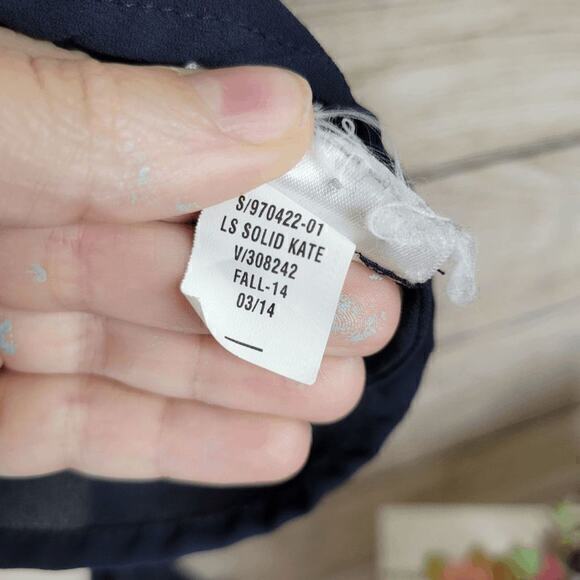 S/970422-01
LS SOLID KATE
V/308242
FALL-14
03/14